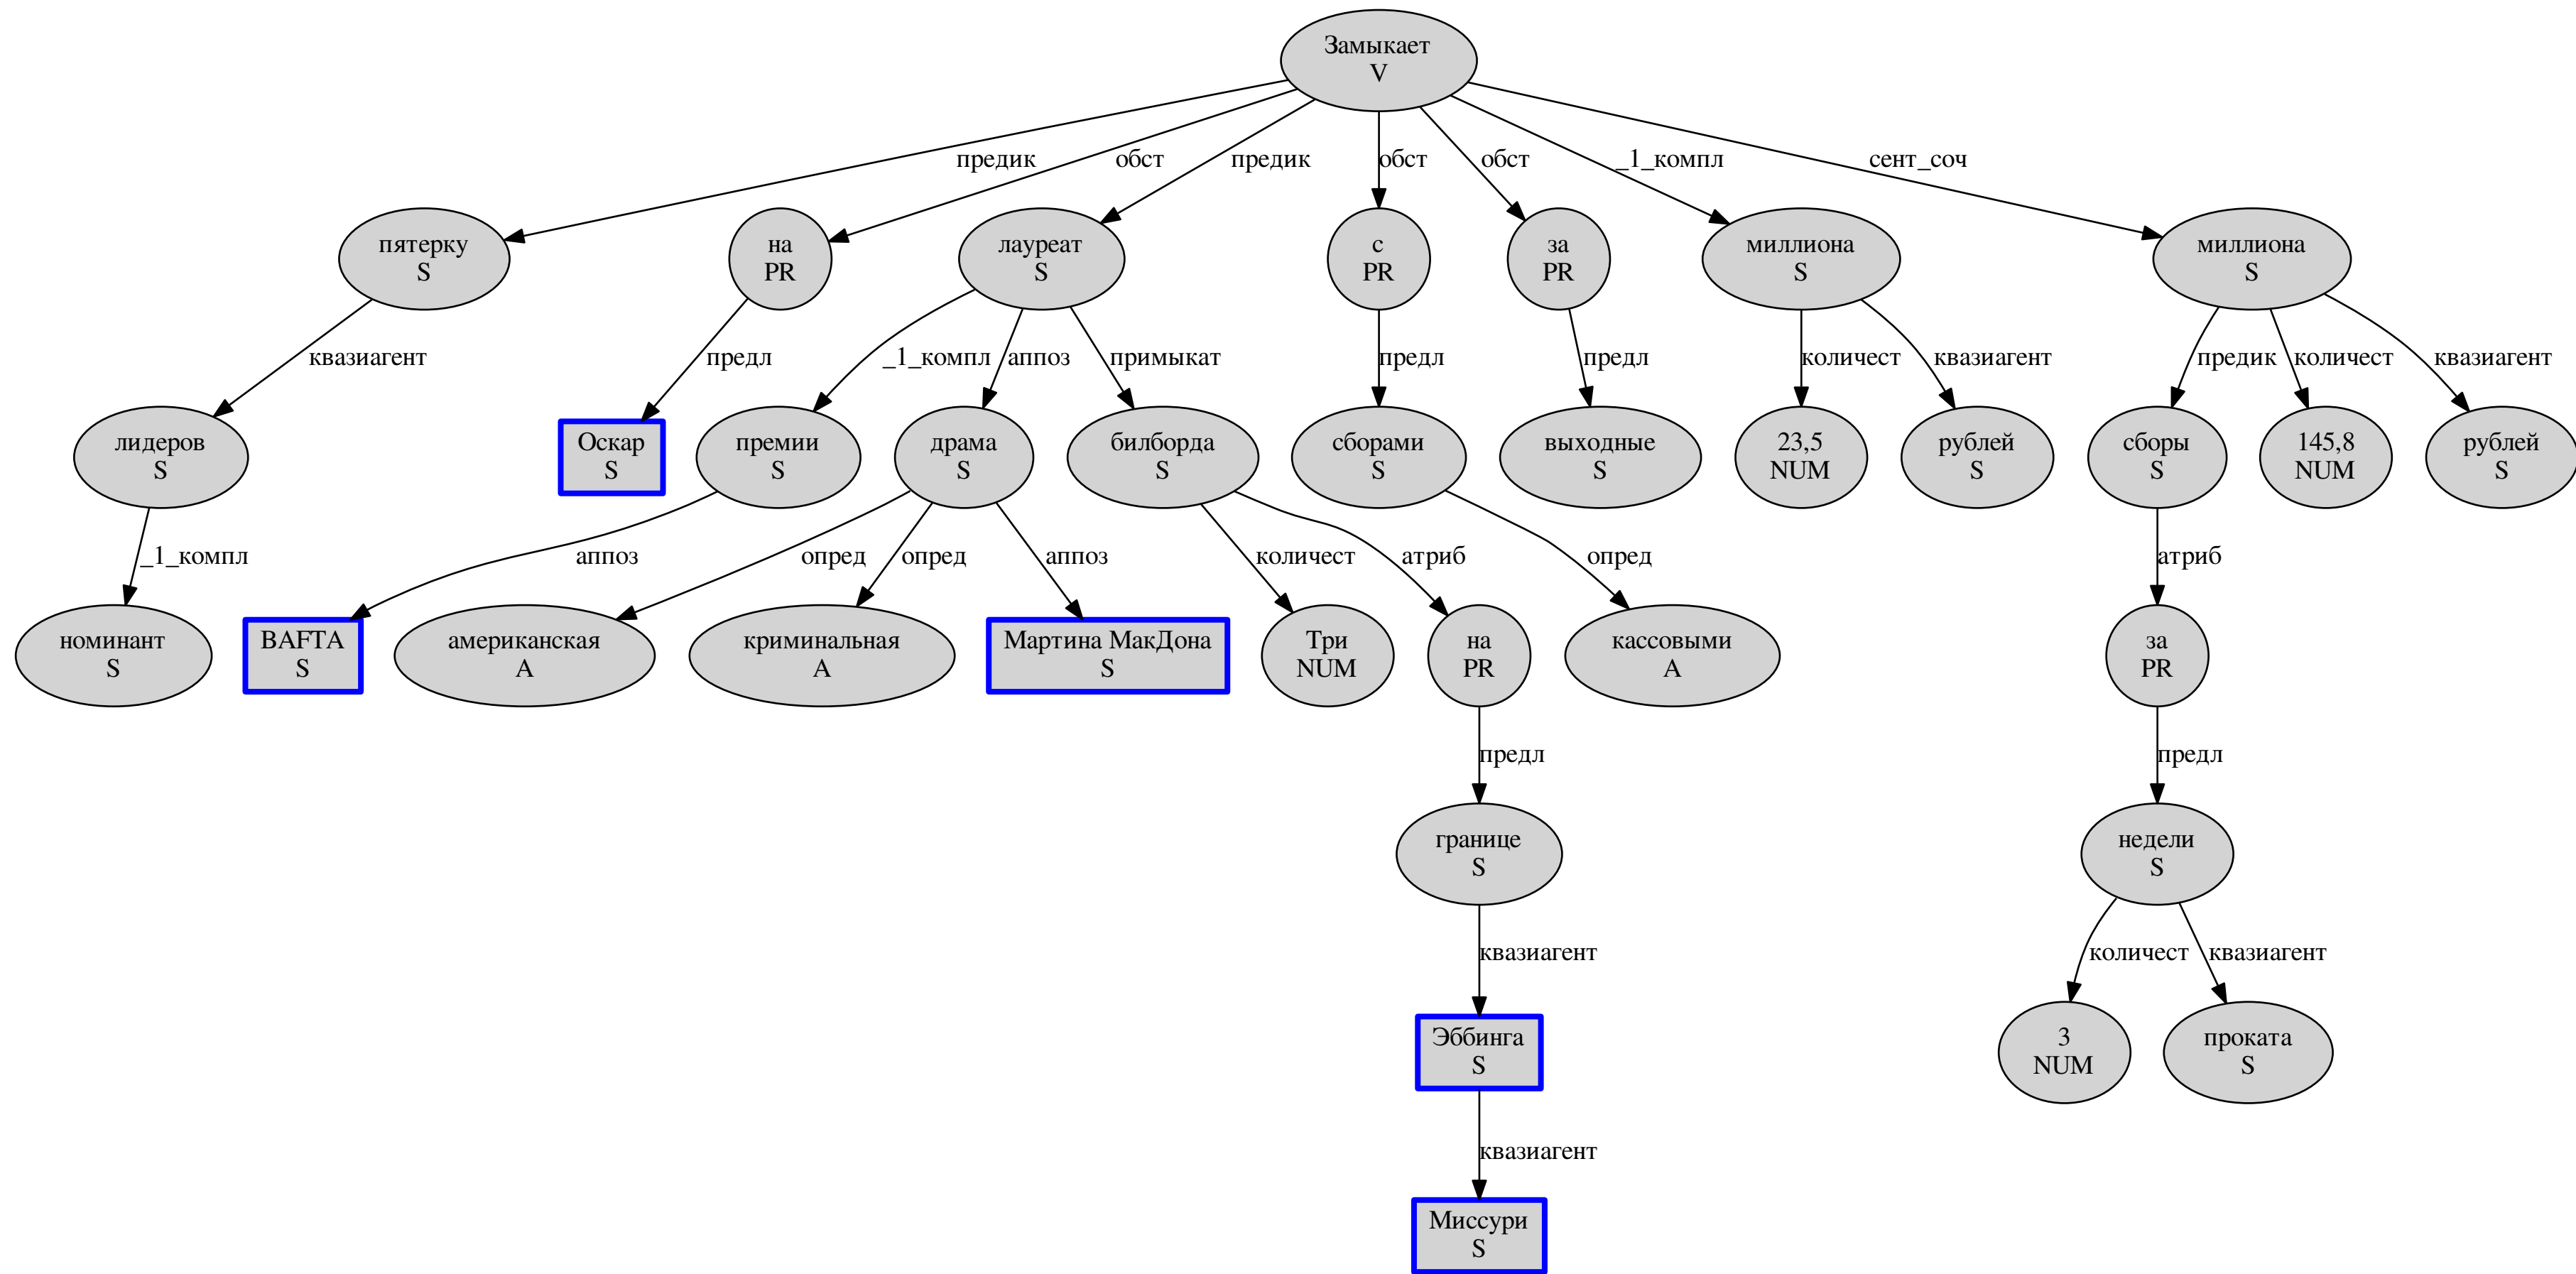 Замыкает
V
предик
обст
предик
обст
обст
_1_компл
сент_соч
пятерку
S
на
PR
лауреат
S
с
PR
за
PR
миллиона
S
миллиона
S
квазиагент
предл
_1_компл
аппоз
примыкат
предл
предл
количест
квазиагент
предик
количест
квазиагент
лидеров
S
Оскар
S
премии
S
драма
S
билборда
S
сборами
S
выходные
S
23,5
NUM
рублей
S
сборы
S
145,8
NUM
рублей
S
_1_компл
аппоз
опред
опред
аппоз
количест
атриб
опред
атриб
номинант
S
BAFTA
S
американская
A
криминальная
A
Мартина МакДона
S
Три
NUM
на
PR
кассовыми
A
за
PR
предл
предл
границе
S
недели
S
квазиагент
количест
квазиагент
Эббинга
S
3
NUM
проката
S
квазиагент
Миссури
S